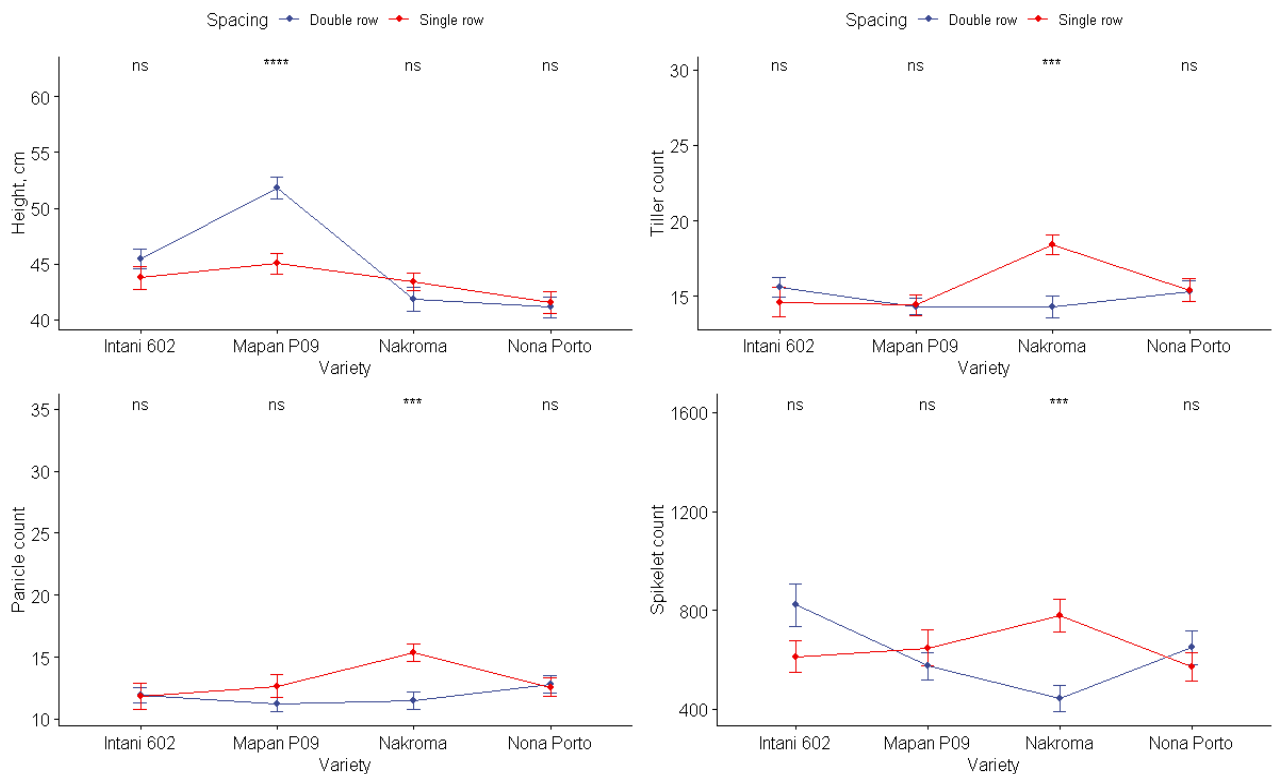 Spacing Double row Single row
ns **** ns ns
Height, cm
60
55
50
45
40
Intani 602 Mapan P09 Nakroma Nona Porto
Variety
Spacing Double row Single row
ns ns *** ns
Tiller count
30
25
20
15
Intani 602 Mapan P09 Nakroma Nona Porto
Variety
ns ns *** ns
Panicle count
35
30
25
20
15
10
Intani 602 Mapan P09 Nakroma Nona Porto
Variety
ns ns *** ns
Spikelet count
1600
1200
800
400
Intani 602 Mapan P09 Nakroma Nona Porto
Variety